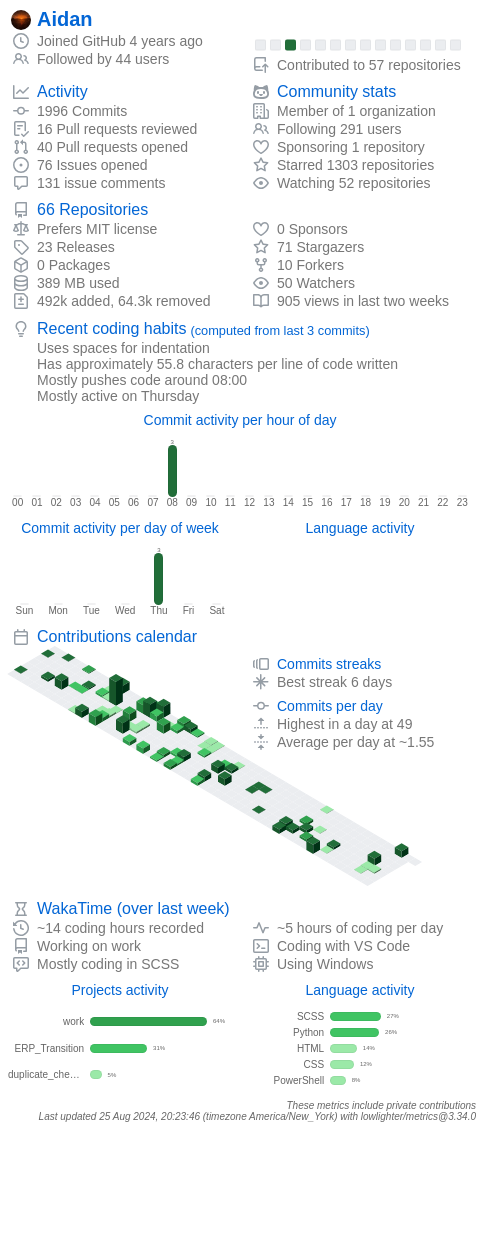 Aidan
Joined GitHub 4 years ago
Followed by 44 users
Contributed to 57 repositories
Activity
1996 Commits
16 Pull requests reviewed
40 Pull requests opened
76 Issues opened
131 issue comments
Community stats
Member of 1 organization
Following 291 users
Sponsoring 1 repository
Starred 1303 repositories
Watching 52 repositories
66 Repositories
Prefers MIT license
23 Releases
0 Packages
389 MB used
492k added, 64.3k removed
0 Sponsors
71 Stargazers
10 Forkers
50 Watchers
905 views in last two weeks
Recent coding habits (computed from last 3 commits)
Uses spaces for indentation
Has approximately 55.8 characters per line of code written
Mostly pushes code around 08:00
Mostly active on Thursday
Commit activity per hour of day
3
00 01 02 03 04 05 06 07 08 09 10 11 12 13 14 15 16 17 18 19 20 21 22 23
Commit activity per day of week
3
Sun Mon Tue Wed Thu Fri Sat
Language activity
Contributions calendar
Commits streaks
Best streak 6 days
Commits per day
Highest in a day at 49
Average per day at ~1.55
WakaTime (over last week)
~14 coding hours recorded
Working on work
Mostly coding in SCSS
~5 hours of coding per day
Coding with VS Code
Using Windows
Projects activity
work 64%
ERP_Transition 31%
duplicate_che... 5%
Language activity
SCSS 27%
Python 26%
HTML 14%
CSS 12%
PowerShell 8%
These metrics include private contributions
Last updated 25 Aug 2024, 20:23:46 (timezone America/New_York) with lowlighter/metrics@3.34.0